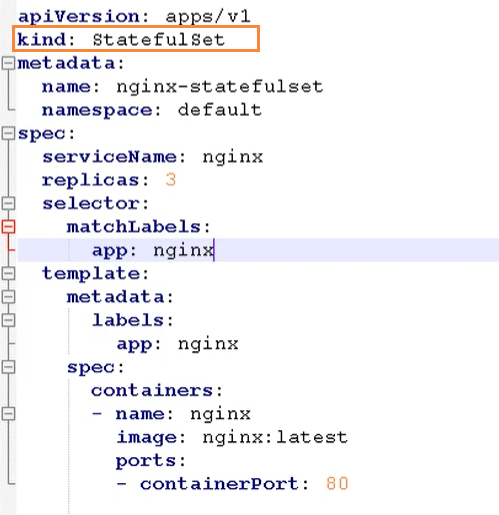 apiVersion: apps/v1
kind: StatefulSet
metadata:
  name: nginx-statefulset
  namespace: default
spec:
  serviceName: nginx
  replicas: 3
  selector:
    matchLabels:
      app: nginx
  template:
    metadata:
      labels:
        app: nginx
    spec:
      containers:
      - name: nginx
        image: nginx:latest
        ports:
        - containerPort: 80